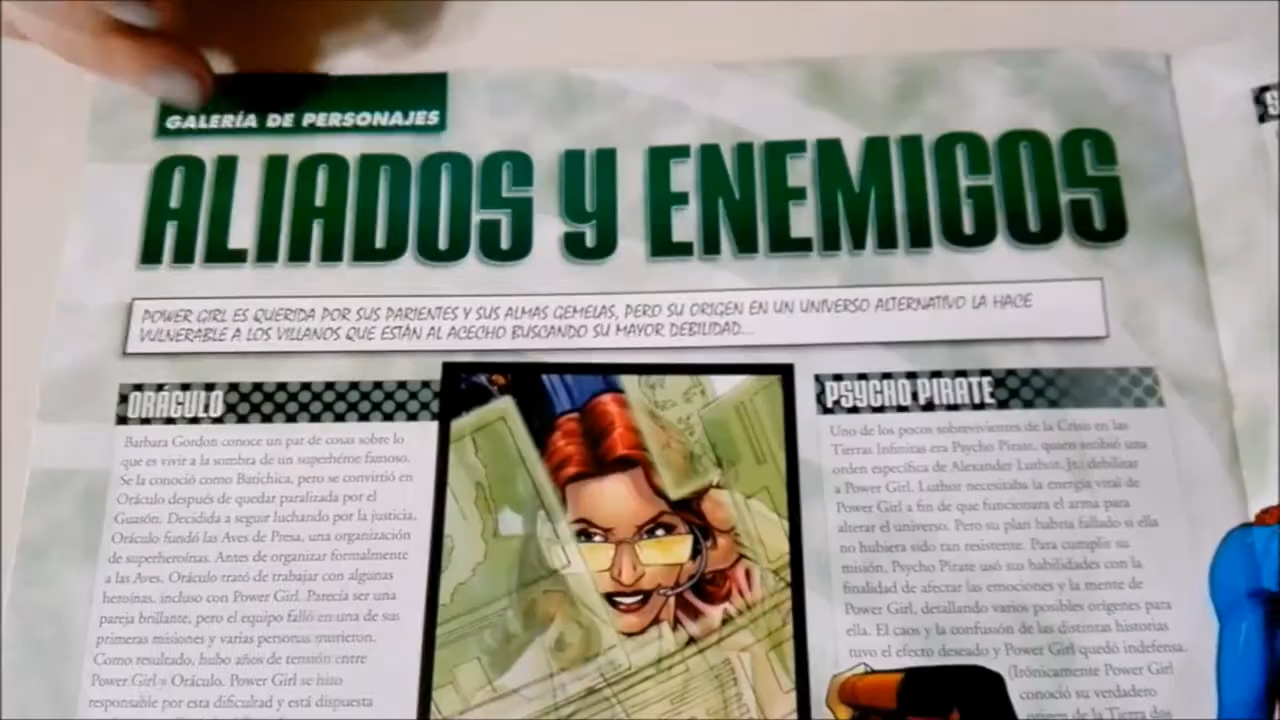 GALERÍA DE PERSONAJES
ALIADOS Y ENEMIGOS
POWER GIRL ES QUERIDA POR SUS PARIENTES Y SUS ALMAS GEMELAS, PERO SU ORIGEN EN UN UNIVERSO ALTERNATIVO LA HACE
VULNERABLE A LOS VILLANOS QUE ESTÁN AL ACECHO BUSCANDO SU MAYOR DEBILIDAD...
ORÁCULO
Barbara Gordon conoce un par de cosas sobre lo
que es vivir a la sombra de un superhéroe famoso.
Se la conoció como Batichica, pero se convirtió en
Oráculo después de quedar paralizada por el
Guasón. Decidida a seguir luchando por la justicia,
Oráculo fundó las Aves de Presa, una organización
de superheroínas. Antes de organizar formalmente
a las Aves, Oráculo trató de trabajar con algunas
heroínas, incluso con Power Girl. Parecía ser una
pareja brillante, pero el equipo falló en una de sus
primeras misiones y varias personas murieron.
Como resultado, hubo años de tensión entre
Power Girl y Oráculo. Power Girl se hizo
responsable por esta dificultad y está dispuesta
PSYCHO PIRATE
Uno de los pocos sobrevivientes de la Crisis en las
Tierras Infinitas era Psycho Pirate, quien recibió una
orden específica de Alexander Luthor, Jr.: debilitar
a Power Girl. Luthor necesitaba la energía vital de
Power Girl a fin de que funcionara el arma para
alterar el universo. Pero su plan habría fallado si ella
no hubiera sido tan resistente. Para cumplir su
misión, Psycho Pirate usó sus habilidades con la
finalidad de afectar las emociones y la mente de
Power Girl, detallando varios posibles orígenes para
ella. El caos y la confusión de las distintas historias
tuvo el efecto deseado y Power Girl quedó indefensa.
(Irónicamente Power Girl
conoció su verdadero
origen de la Tierra dos